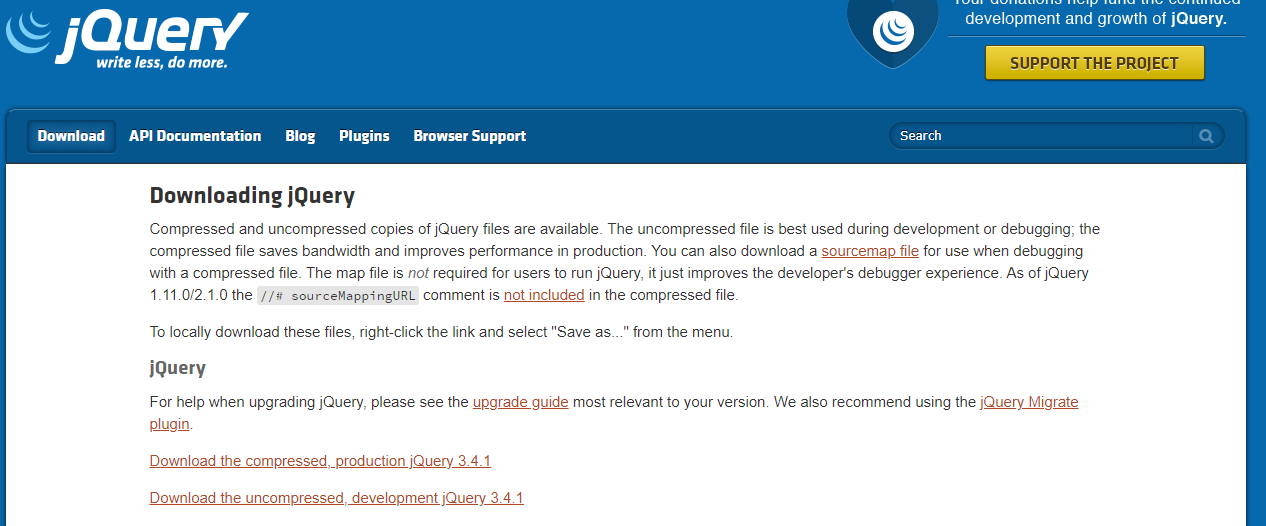 Your donations help fund the continued
development and growth of jQuery.
jQuery
write less, do more.
SUPPORT THE PROJECT
Download API Documentation Blog Plugins Browser Support Search
Downloading jQuery
Compressed and uncompressed copies of jQuery files are available. The uncompressed file is best used during development or debugging; the
compressed file saves bandwidth and improves performance in production. You can also download a sourcemap file for use when debugging
with a compressed file. The map file is not required for users to run jQuery, it just improves the developer's debugger experience. As of jQuery
1.11.0/2.1.0 the //# sourceMappingURL comment is not included in the compressed file.
To locally download these files, right-click the link and select "Save as..." from the menu.
jQuery
For help when upgrading jQuery, please see the upgrade guide most relevant to your version. We also recommend using the jQuery Migrate
plugin.
Download the compressed, production jQuery 3.4.1
Download the uncompressed, development jQuery 3.4.1